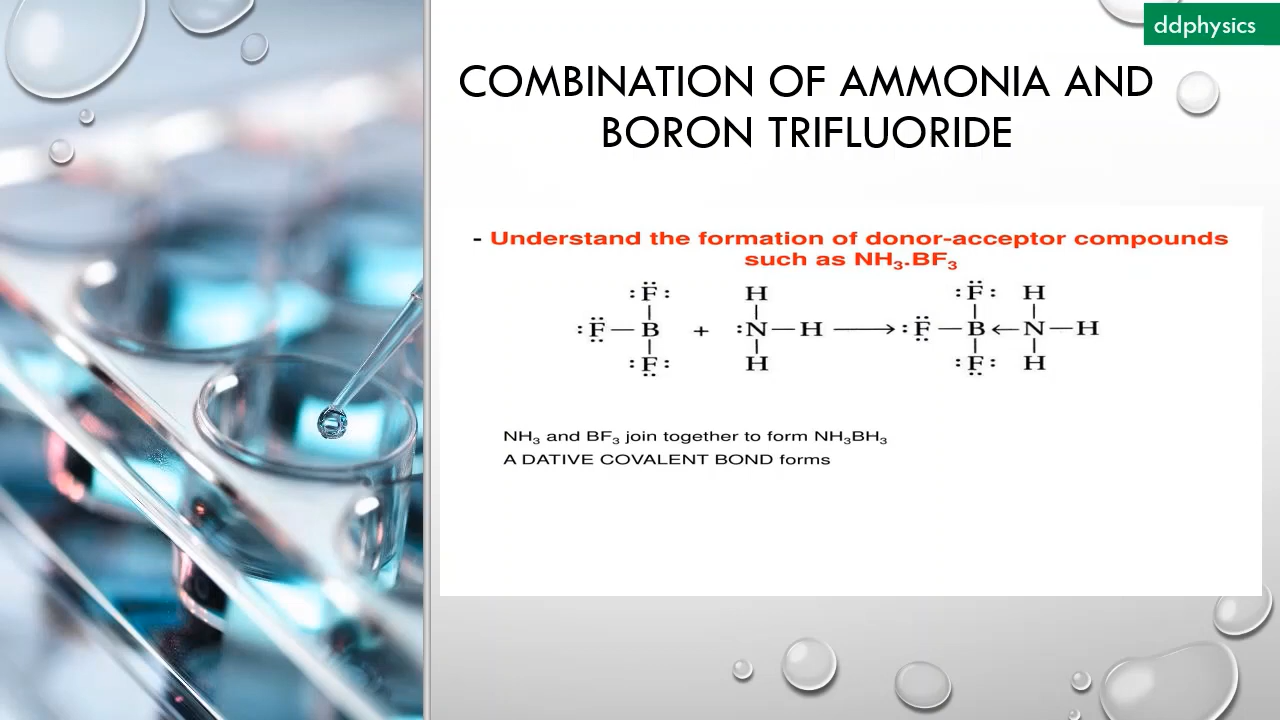 ddphysics
COMBINATION OF AMMONIA AND
BORON TRIFLUORIDE
- Understand the formation of donor-acceptor compounds
such as NH₃.BF₃
:F̈: H :F̈: H
:F̤̈ — B + :N — H ⟶ :F̤̈ — B ← N — H
:F̤: H :F̤: H
NH₃ and BF₃ join together to form NH₃BH₃
A DATIVE COVALENT BOND forms